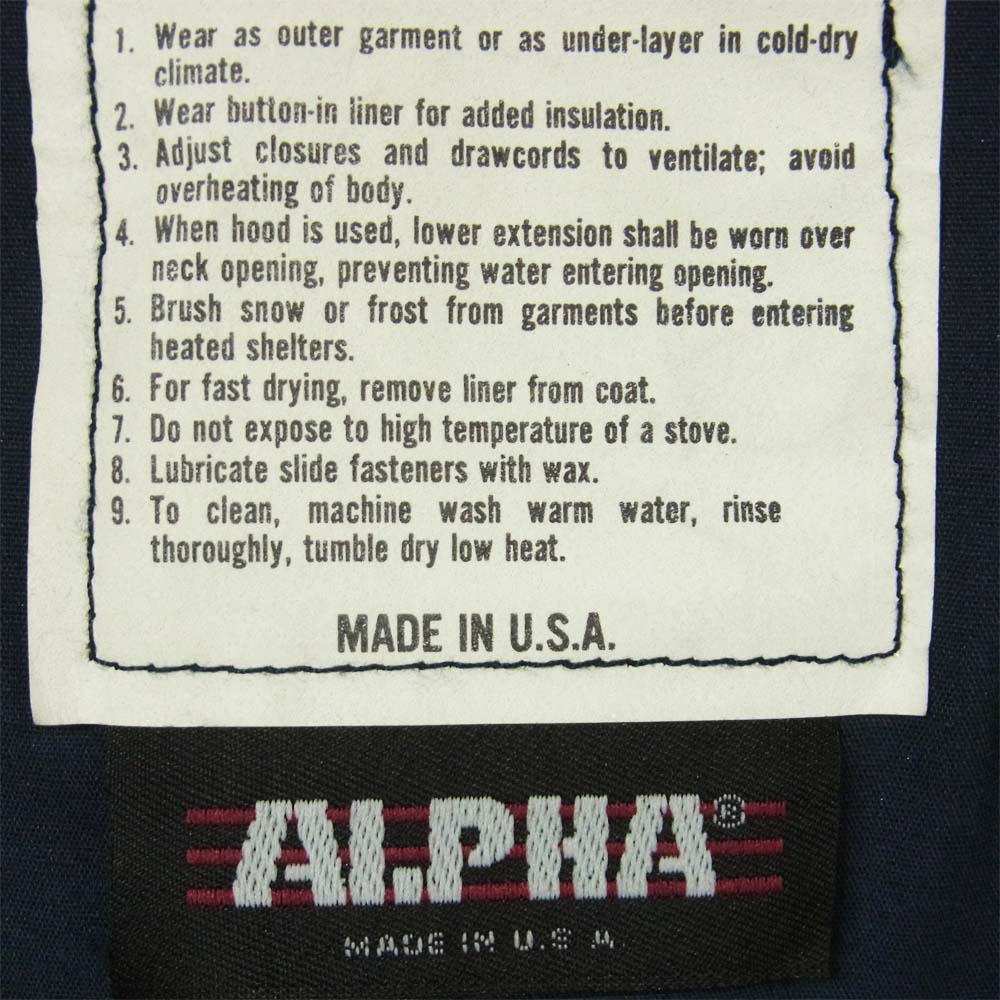 1. Wear as outer garment or as under-layer in cold-dry
climate.
2. Wear button-in liner for added insulation.
3. Adjust closures and drawcords to ventilate; avoid
overheating of body.
4. When hood is used, lower extension shall be worn over
neck opening, preventing water entering opening.
5. Brush snow or frost from garments before entering
heated shelters.
6. For fast drying, remove liner from coat.
7. Do not expose to high temperature of a stove.
8. Lubricate slide fasteners with wax.
9. To clean, machine wash warm water, rinse
thoroughly, tumble dry low heat.
MADE IN U.S.A.
ALPHA®
MADE IN U.S.A.